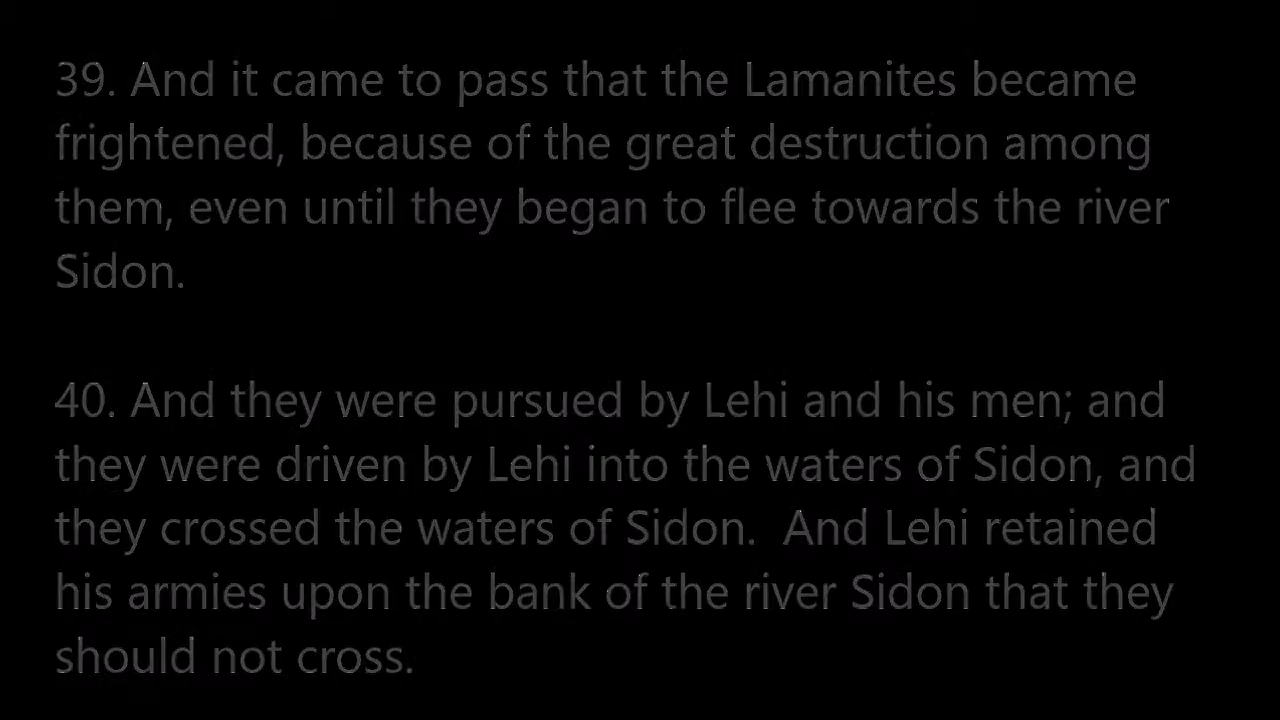 39. And it came to pass that the Lamanites became
frightened, because of the great destruction among
them, even until they began to flee towards the river
Sidon.
40. And they were pursued by Lehi and his men; and
they were driven by Lehi into the waters of Sidon, and
they crossed the waters of Sidon.  And Lehi retained
his armies upon the bank of the river Sidon that they
should not cross.